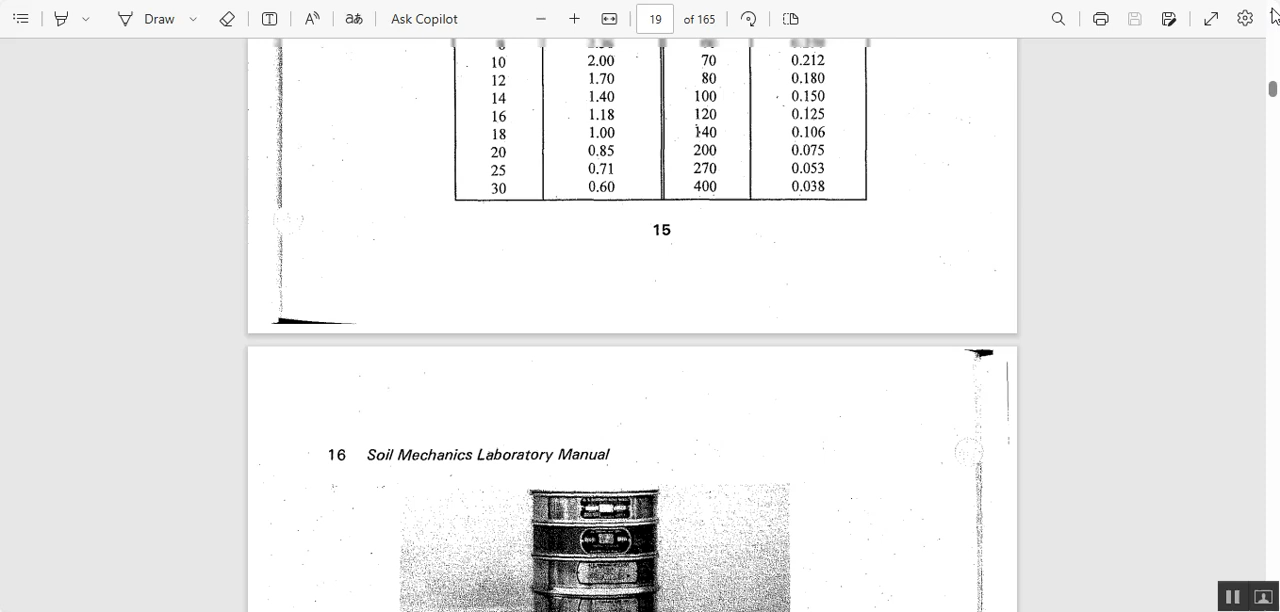 Draw
Ask Copilot
19 of 165
10 2.00 70 0.212
12 1.70 80 0.180
14 1.40 100 0.150
16 1.18 120 0.125
18 1.00 140 0.106
20 0.85 200 0.075
25 0.71 270 0.053
30 0.60 400 0.038
15
16 Soil Mechanics Laboratory Manual